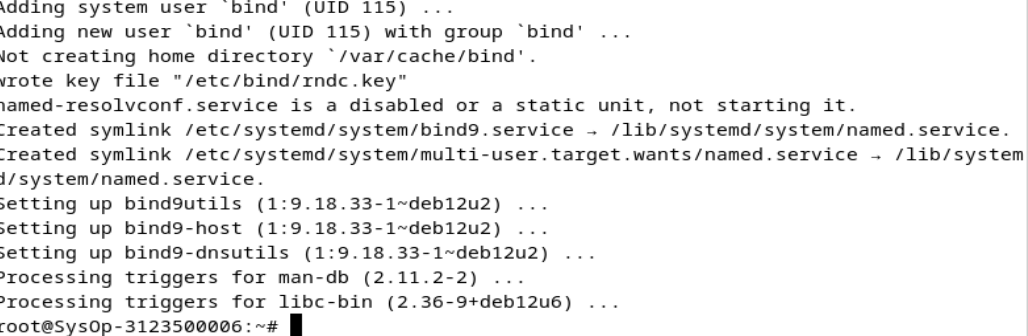 Adding system user `bind' (UID 115) ...
Adding new user `bind' (UID 115) with group `bind' ...
Not creating home directory `/var/cache/bind'.
wrote key file "/etc/bind/rndc.key"
named-resolvconf.service is a disabled or a static unit, not starting it.
Created symlink /etc/systemd/system/bind9.service → /lib/systemd/system/named.service.
Created symlink /etc/systemd/system/multi-user.target.wants/named.service → /lib/system
d/system/named.service.
Setting up bind9utils (1:9.18.33-1~deb12u2) ...
Setting up bind9-host (1:9.18.33-1~deb12u2) ...
Setting up bind9-dnsutils (1:9.18.33-1~deb12u2) ...
Processing triggers for man-db (2.11.2-2) ...
Processing triggers for libc-bin (2.36-9+deb12u6) ...
root@SysOp-3123500006:~#